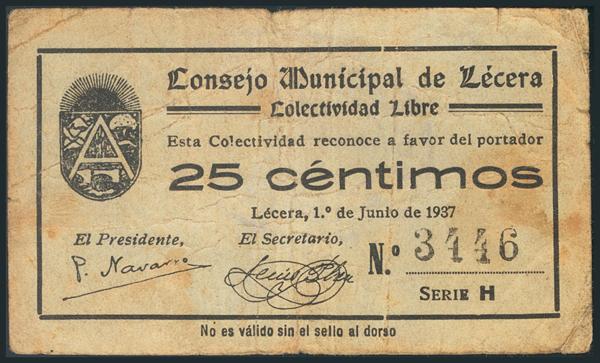 Consejo Municipal de Lécera
Colectividad Libre
Esta Colectividad reconoce a favor del portador
25 céntimos
Lécera, 1.º de Junio de 1937
El Presidente,
El Secretario,
P. Navarro
N.º 3446
SERIE H
No es válido sin el sello al dorso